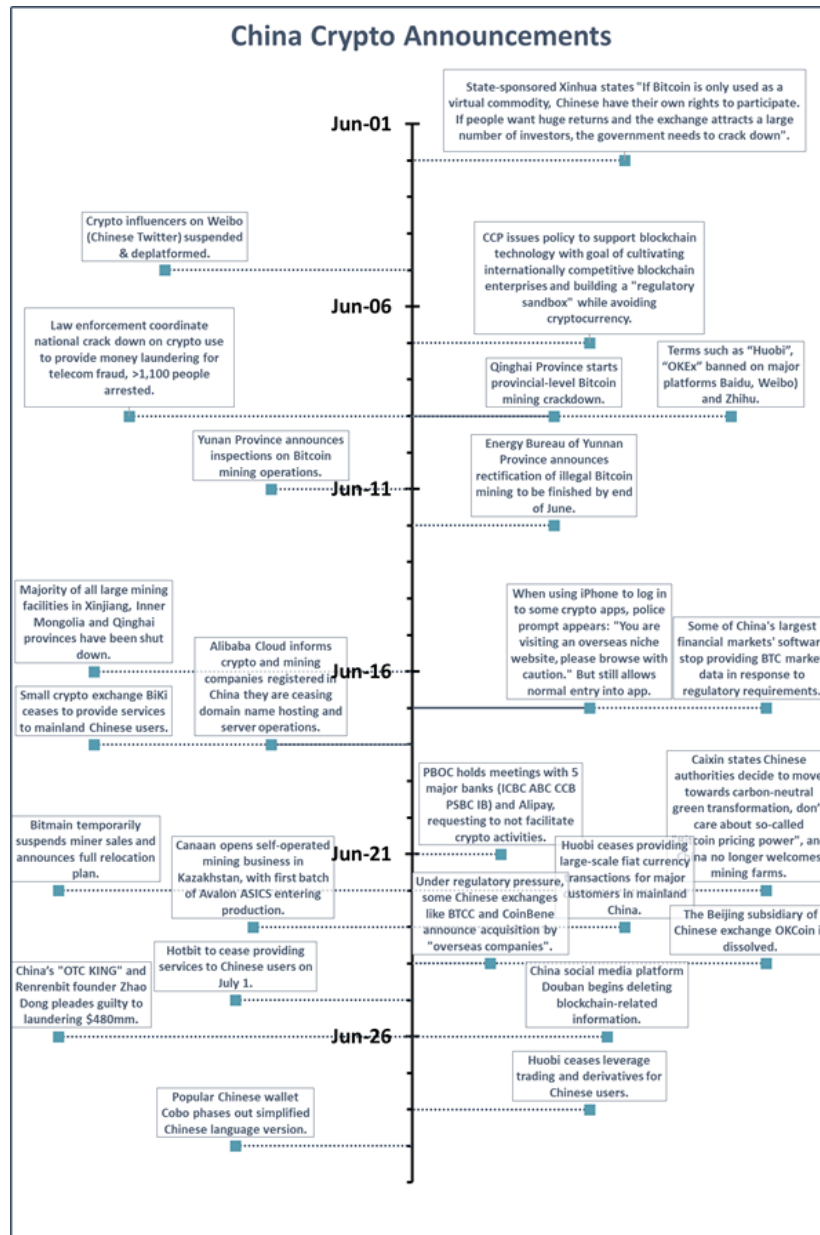 China Crypto Announcements
State-sponsored Xinhua states "If Bitcoin is only used as a
virtual commodity, Chinese have their own rights to participate.
If people want huge returns and the exchange attracts a large
number of investors, the government needs to crack down".
Jun-01
Crypto influencers on Weibo
(Chinese Twitter) suspended
& deplatformed.
CCP issues policy to support blockchain
technology with goal of cultivating
internationally competitive blockchain
enterprises and building a "regulatory
sandbox" while avoiding
cryptocurrency.
Jun-06
Law enforcement coordinate
national crack down on crypto use
to provide money laundering for
telecom fraud, >1,100 people
arrested.
Qinghai Province starts
provincial-level Bitcoin
mining crackdown.
Terms such as “Huobi”,
“OKEx” banned on major
platforms Baidu, Weibo)
and Zhihu.
Yunan Province announces
inspections on Bitcoin
mining operations.
Energy Bureau of Yunnan
Province announces
rectification of illegal Bitcoin
mining to be finished by end
of June.
Jun-11
Majority of all large mining
facilities in Xinjiang, Inner
Mongolia and Qinghai
provinces have been shut
down.
Alibaba Cloud informs
crypto and mining
companies registered in
China they are ceasing
domain name hosting and
server operations.
When using iPhone to log in
to some crypto apps, police
prompt appears: "You are
visiting an overseas niche
website, please browse with
caution." But still allows
normal entry into app.
Some of China's largest
financial markets' software
stop providing BTC market
data in response to
regulatory requirements.
Jun-16
Small crypto exchange BiKi
ceases to provide services
to mainland Chinese users.
PBOC holds meetings with 5
major banks (ICBC ABC CCB
PSBC IB) and Alipay,
requesting to not facilitate
crypto activities.
Caixin states Chinese
authorities decide to move
towards carbon-neutral
green transformation, don't
care about so-called
"Bitcoin pricing power", and
China no longer welcomes
mining farms.
Bitmain temporarily
suspends miner sales and
announces full relocation
plan.
Jun-21
Canaan opens self-operated
mining business in
Kazakhstan, with first batch
of Avalon ASICS entering
production.
Huobi ceases providing
large-scale fiat currency
transactions for major
customers in mainland
China.
Under regulatory pressure,
some Chinese exchanges
like BTCC and CoinBene
announce acquisition by
"overseas companies".
The Beijing subsidiary of
Chinese exchange OKCoin
dissolved.
Hotbit to cease providing
services to Chinese users on
July 1.
China's "OTC KING" and
Renrenbit founder Zhao
Dong pleades guilty to
laundering $480mm.
China social media platform
Douban begins deleting
blockchain-related
information.
Jun-26
Huobi ceases leverage
trading and derivatives for
Chinese users.
Popular Chinese wallet
Cobo phases out simplified
Chinese language version.